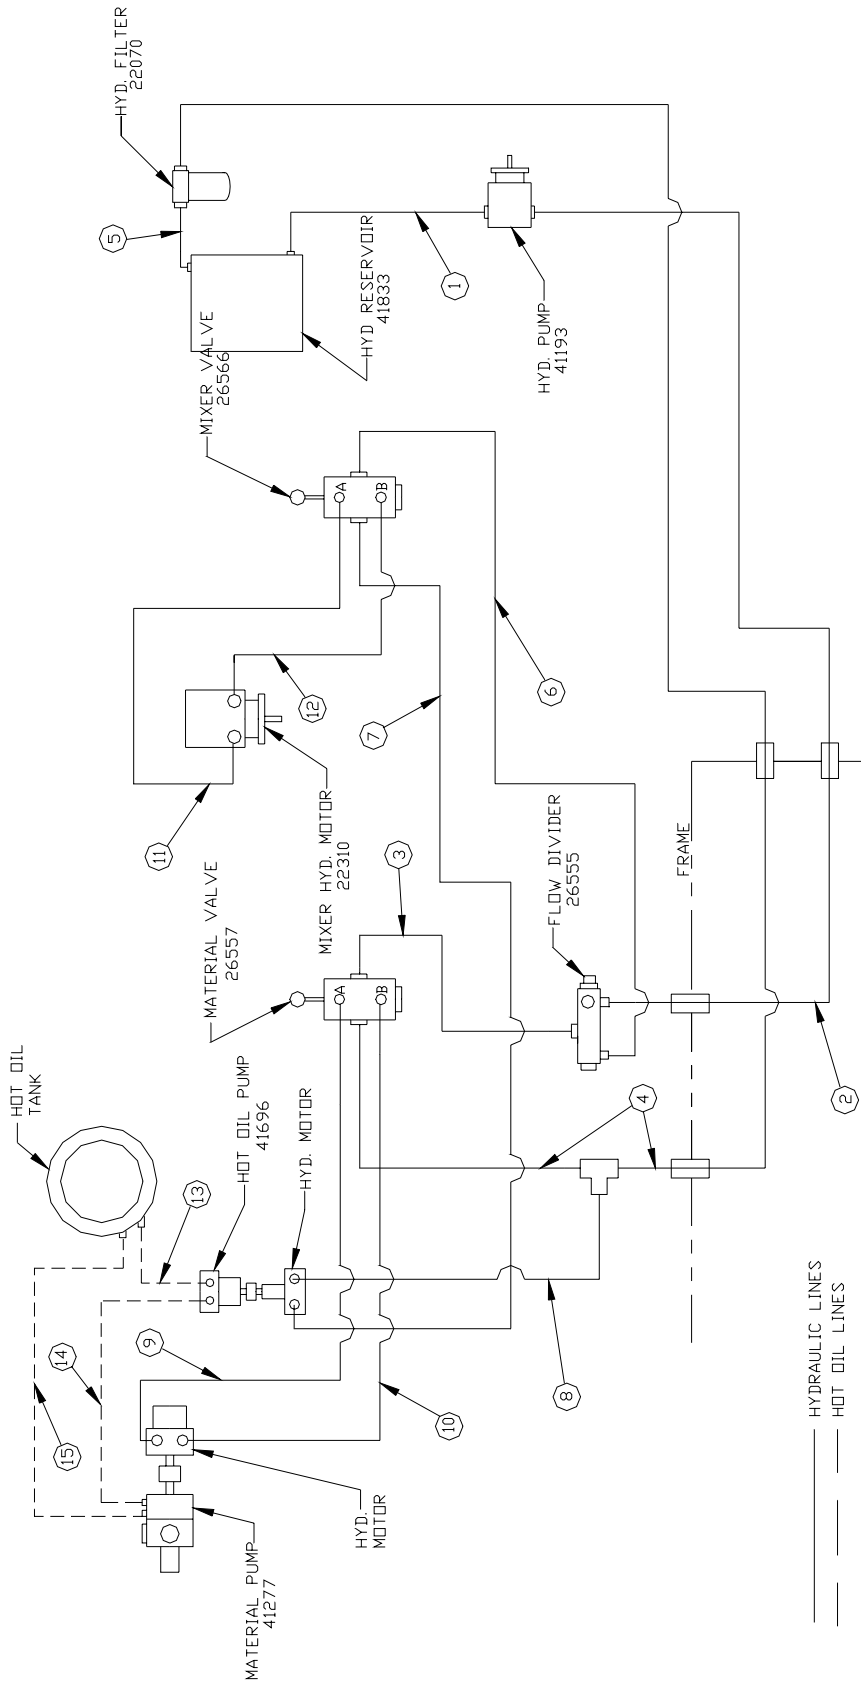 HOT OIL
TANK
HYD. FILTER
22070
15
14
13
9
11
5
MATERIAL PUMP
41277
HYD.
MOTOR
HOT OIL PUMP
41696
HYD. MOTOR
MATERIAL VALVE
26557
MIXER HYD. MOTOR
22310
MIXER VALVE
26566
HYD RESERVOIR
41833
A
B
A
B
12
10
7
3
1
8
4
6
FLOW DIVIDER
26555
HYD. PUMP
41193
FRAME
2
HYDRAULIC LINES
HOT OIL LINES